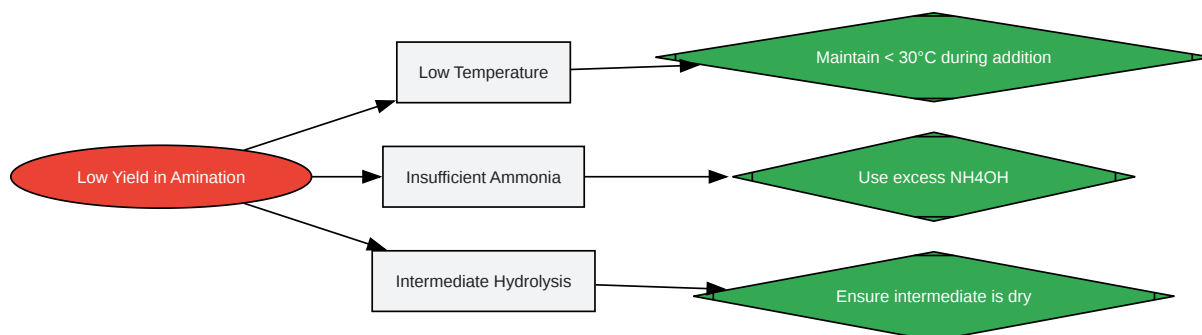 Low Yield in Amination
Low Temperature
Maintain < 30°C during addition
Insufficient Ammonia
Use excess NH4OH
Intermediate Hydrolysis
Ensure intermediate is dry